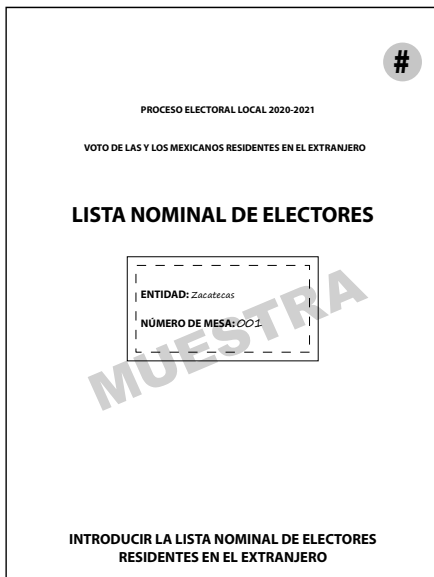 #
PROCESO ELECTORAL LOCAL 2020-2021
VOTO DE LAS Y LOS MEXICANOS RESIDENTES EN EL EXTRANJERO
LISTA NOMINAL DE ELECTORES
ENTIDAD: Zacatecas
NÚMERO DE MESA: 001
MUESTRA
INTRODUCIR LA LISTA NOMINAL DE ELECTORES
RESIDENTES EN EL EXTRANJERO